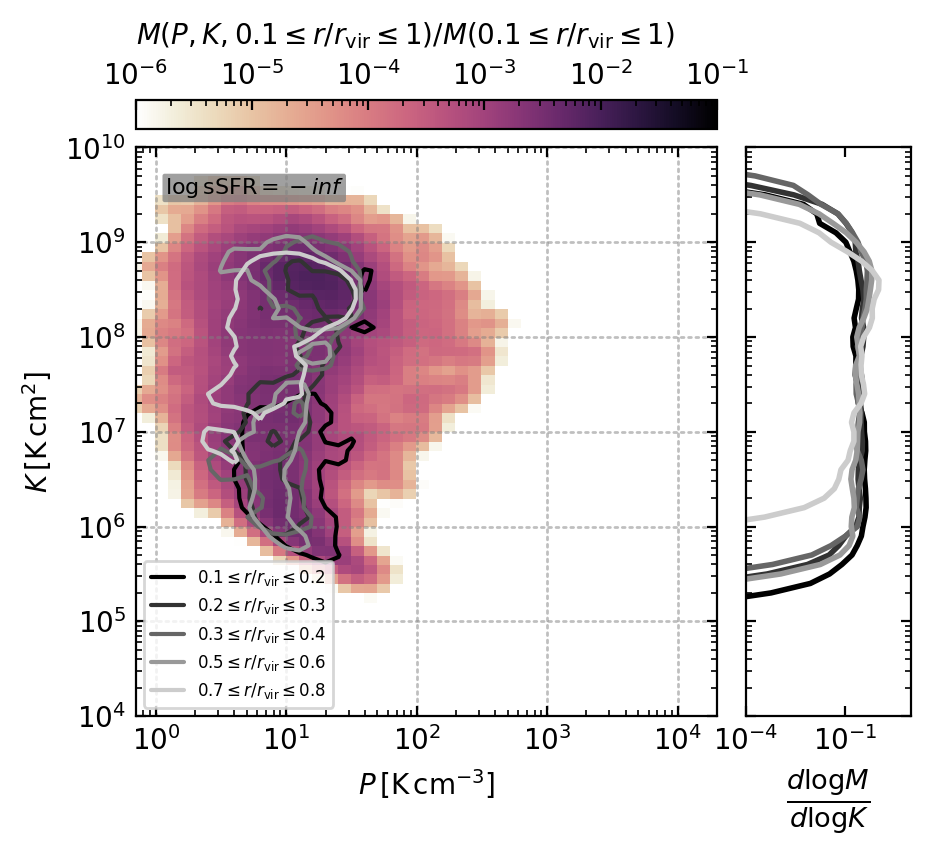 M(P, K, 0.1 ≤ r/r_vir ≤ 1)/M(0.1 ≤ r/r_vir ≤ 1)
10^−6 10^−5 10^−4 10^−3 10^−2 10^−1
10^10
log sSFR = −inf
10^9
10^8
10^7
10^6
10^5
10^4
K [K cm^2]
0.1 ≤ r/r_vir ≤ 0.2
0.2 ≤ r/r_vir ≤ 0.3
0.3 ≤ r/r_vir ≤ 0.4
0.5 ≤ r/r_vir ≤ 0.6
0.7 ≤ r/r_vir ≤ 0.8
10^0 10^1 10^2 10^3 10^4
P [K cm^−3]
10^−4 10^−1
dlogM
dlogK